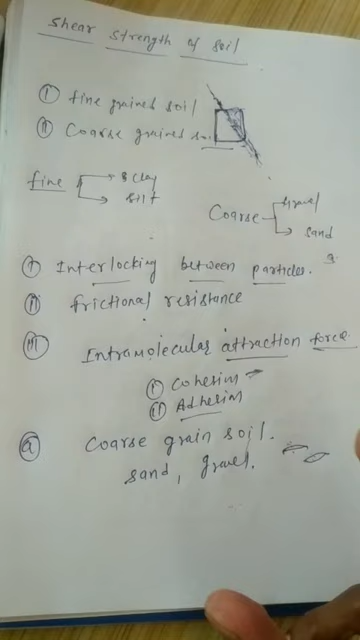 Shear Strength of Soil
(I) fine grained soil
(II) Coarse grained soil
fine → clay
→ silt
Coarse - gravel
→ sand
(I) Interlocking between particles.
(II) frictional resistance
(III) Intramolecular attraction force
(I) Cohesion →
(II) Adhesion
(a) Coarse grain soil.
sand, gravel.